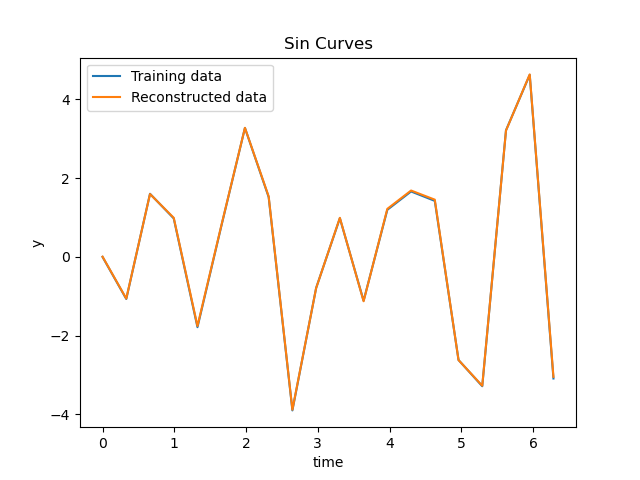 Sin Curves
Training data
Reconstructed data
4
2
0
−2
−4
y
0 1 2 3 4 5 6
time